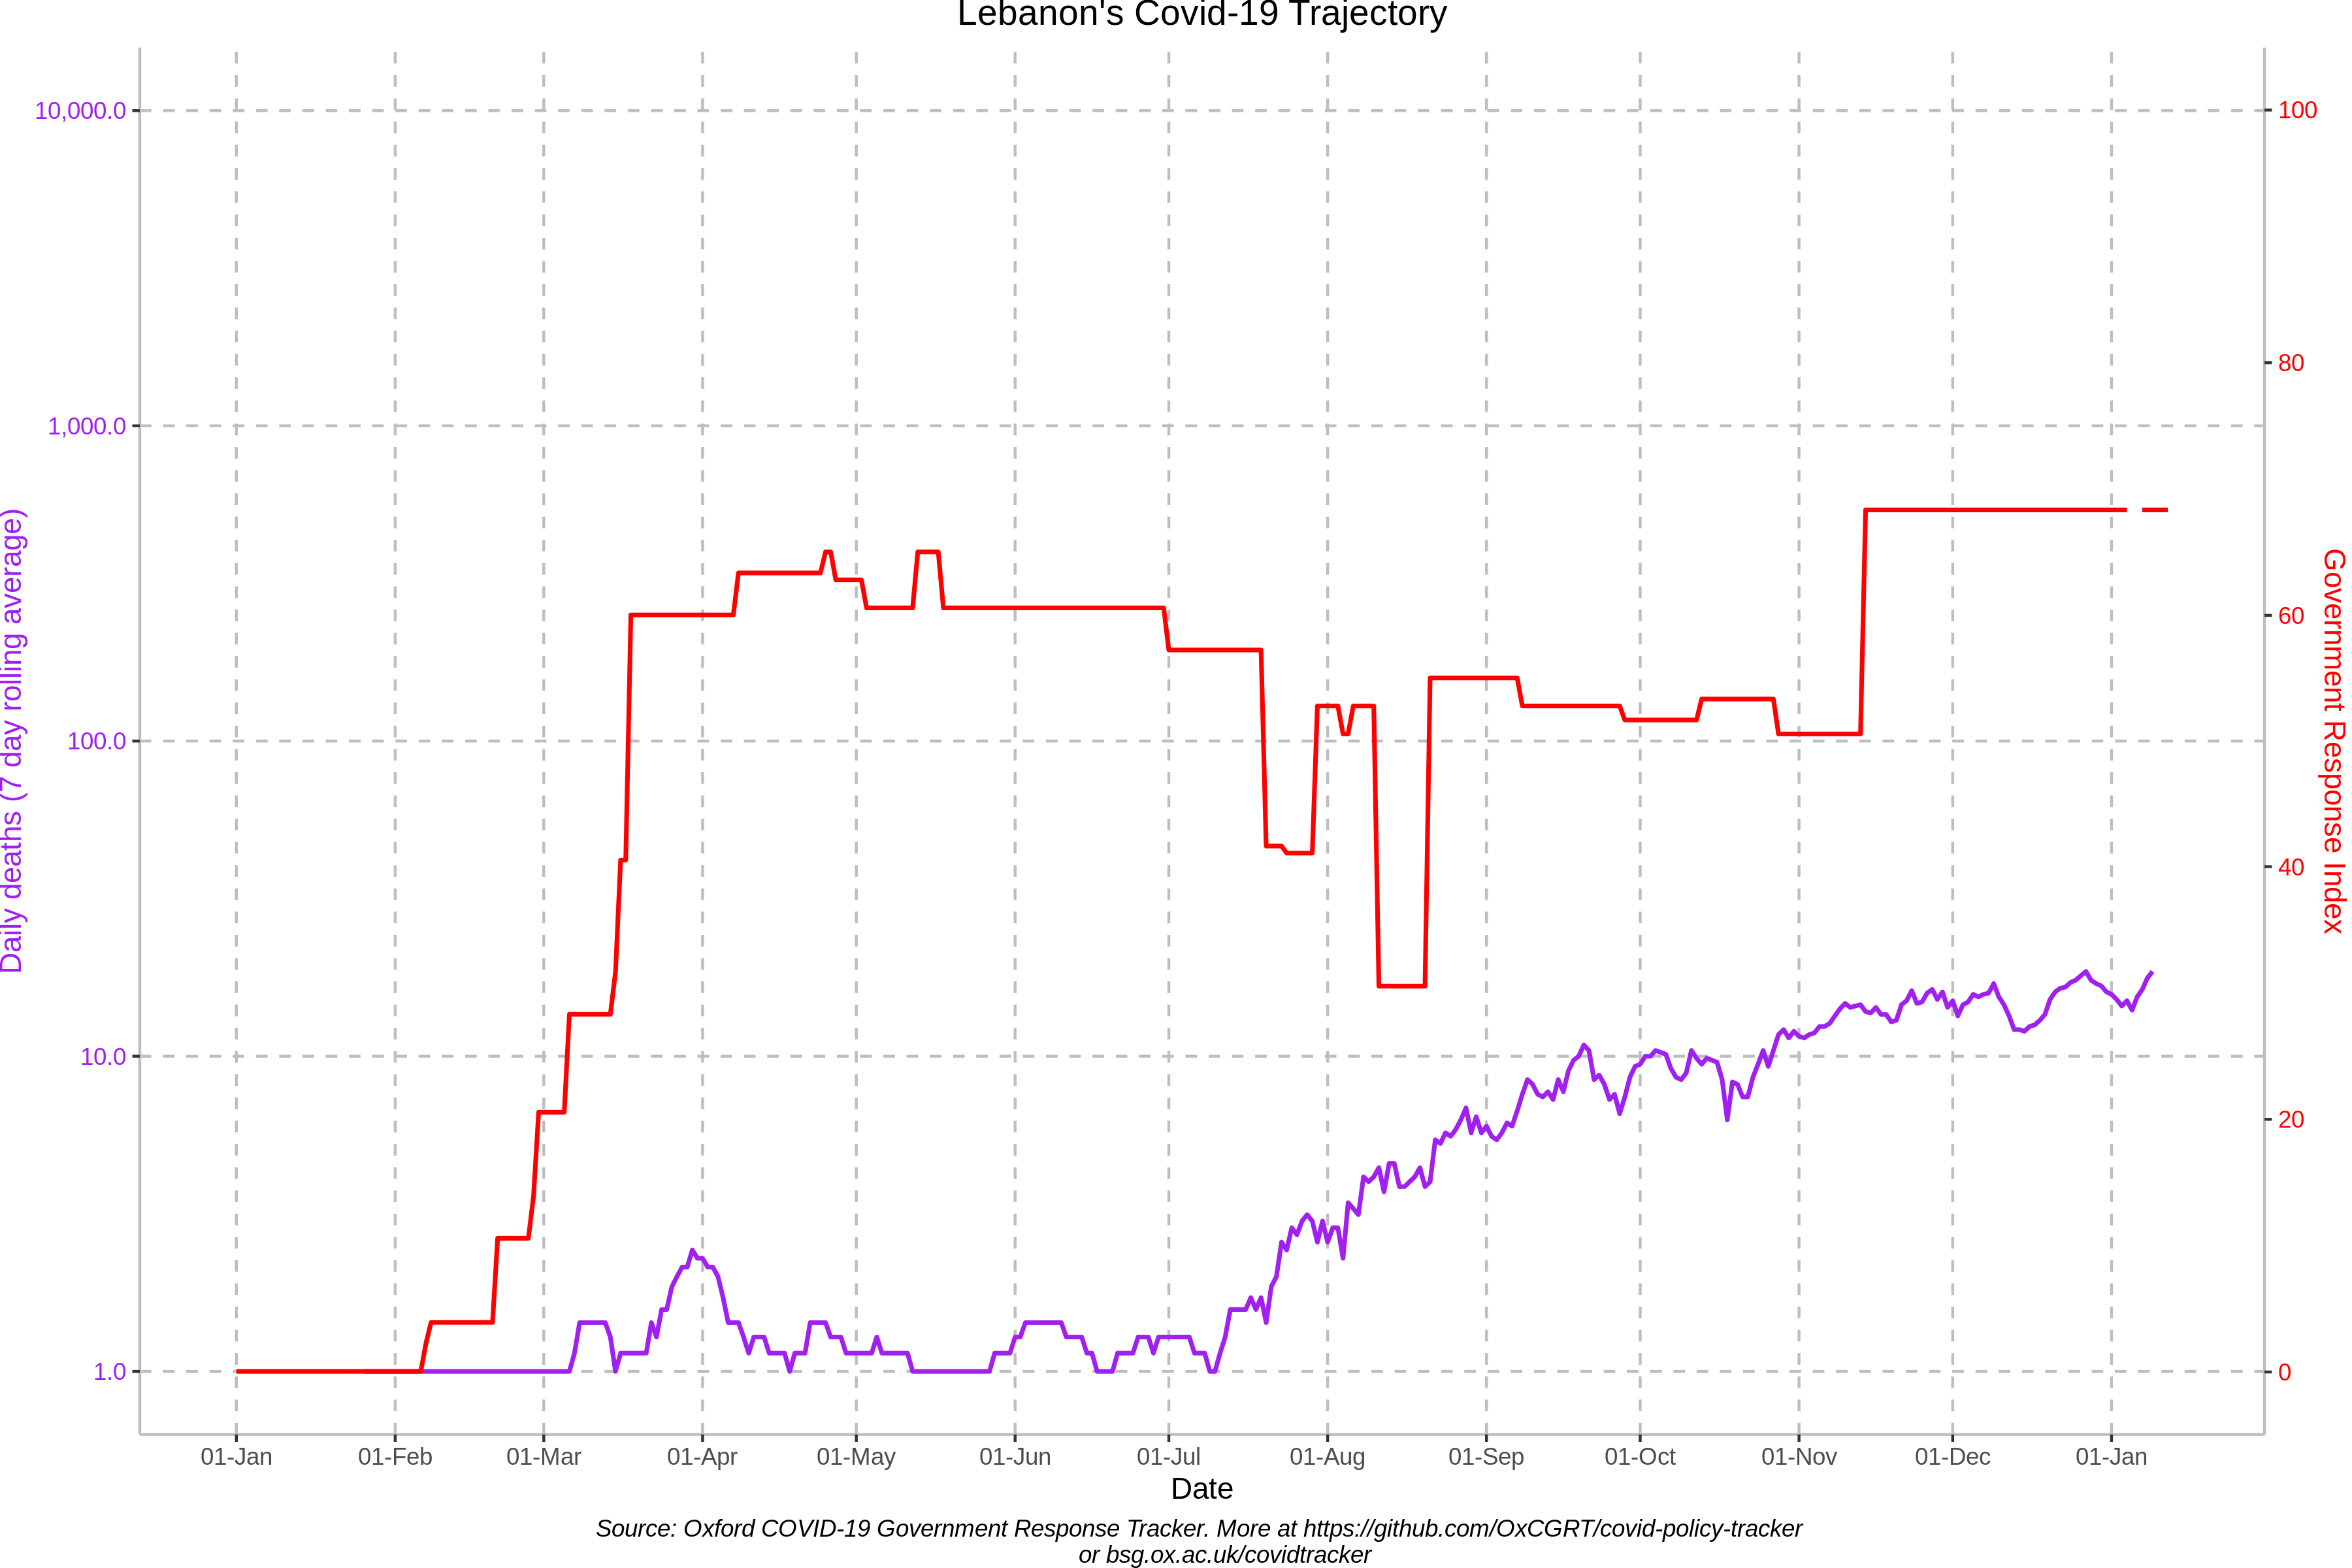 Lebanon's Covid-19 Trajectory
Daily deaths (7 day rolling average)
10,000.0
1,000.0
100.0
10.0
1.0
100
80
60
40
20
0
Government Response Index
01-Jan 01-Feb 01-Mar 01-Apr 01-May 01-Jun 01-Jul 01-Aug 01-Sep 01-Oct 01-Nov 01-Dec 01-Jan
Date
Source: Oxford COVID-19 Government Response Tracker. More at https://github.com/OxCGRT/covid-policy-tracker
or bsg.ox.ac.uk/covidtracker